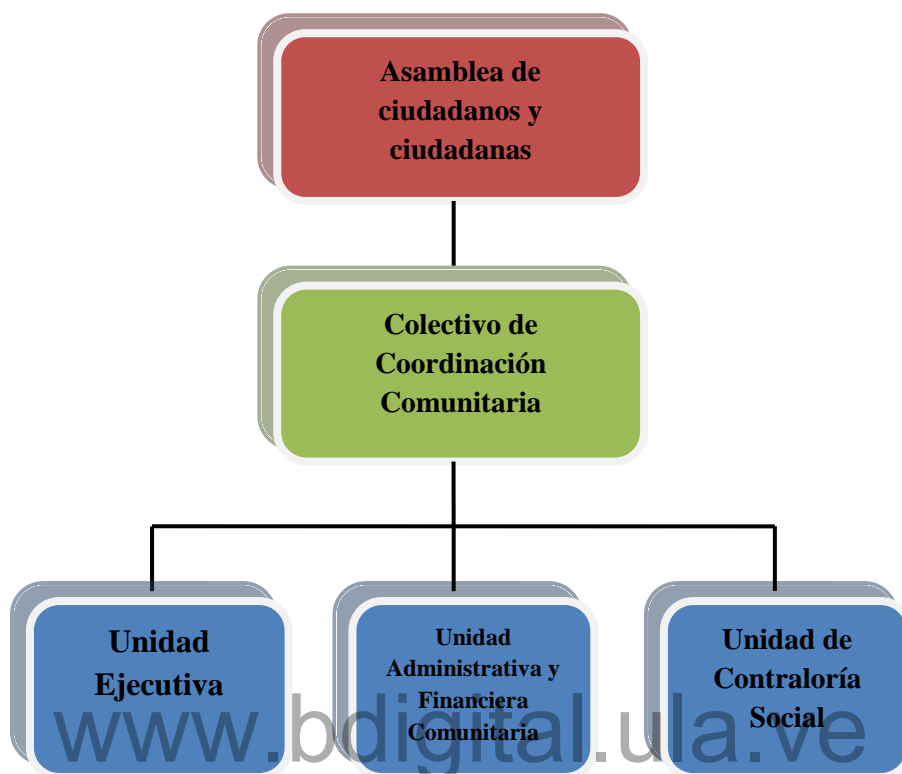 Asamblea de
ciudadanos y
ciudadanas
Colectivo de
Coordinación
Comunitaria
Unidad
Ejecutiva
Unidad
Administrativa y
Financiera
Comunitaria
Unidad de
Contraloría
Social
www.bdigital.ula.ve